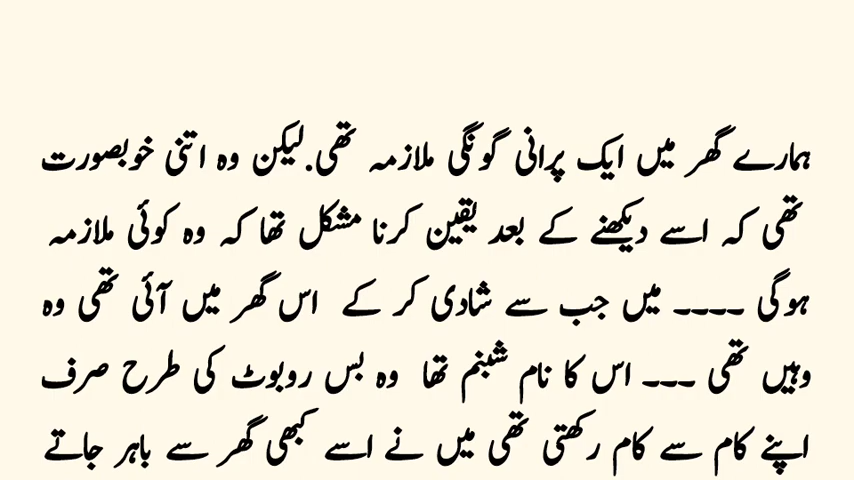 ہمارے گھر میں ایک پرانی گونگی ملازمہ تھی.لیکن وہ اتنی خوبصورت
تھی کہ اسے دیکھنے کے بعد یقین کرنا مشکل تھا کہ وہ کوئی ملازمہ
ہوگی ---- میں جب سے شادی کر کے اس گھر میں آئی تھی وہ
وہیں تھی --- اس کا نام شبنم تھا وہ بس روبوٹ کی طرح صرف
اپنے کام سے کام رکھتی تھی میں نے اسے کبھی گھر سے باہر جاتے